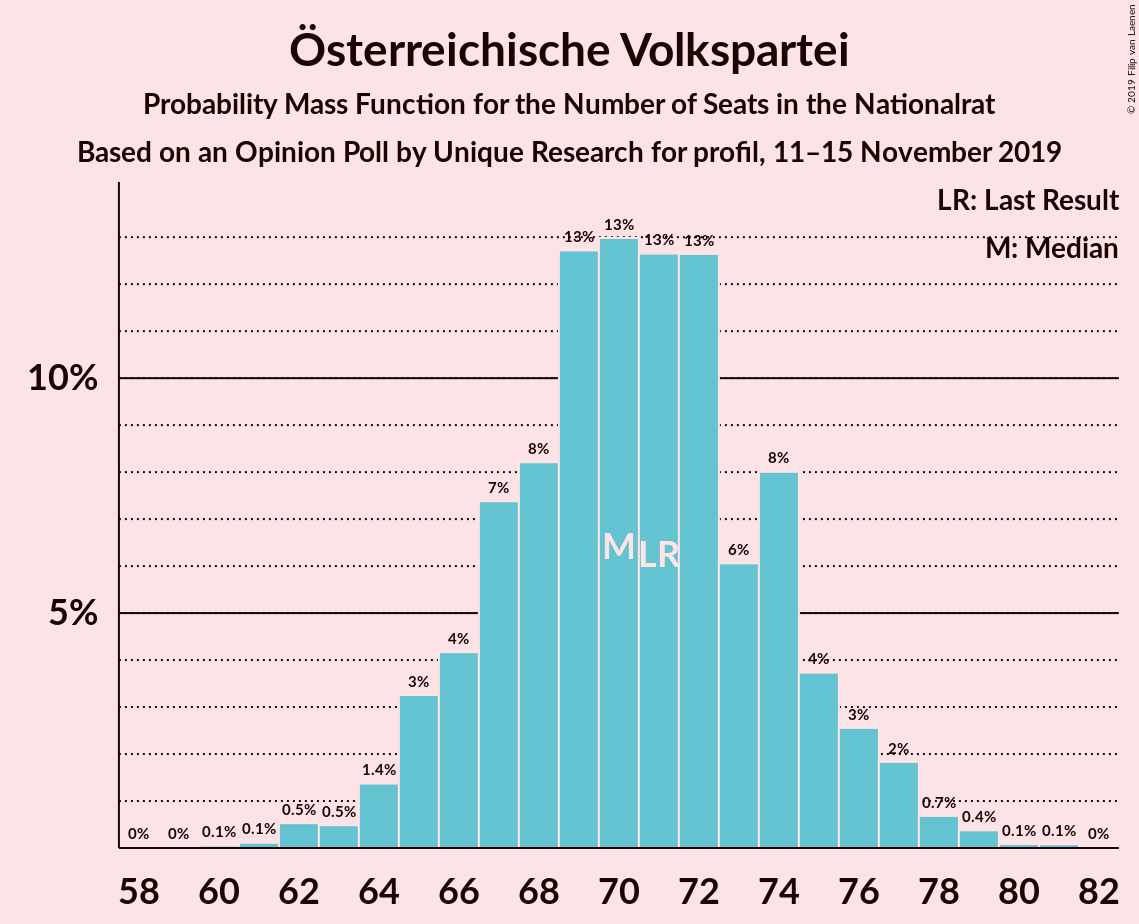 Österreichische Volkspartei
Probability Mass Function for the Number of Seats in the Nationalrat
Based on an Opinion Poll by Unique Research for profil, 11–15 November 2019
© 2019 Filip van Laenen
LR: Last Result
M: Median
10%
5%
0% 0% 0.1% 0.1% 0.5% 0.5% 1.4% 3% 4% 7% 8% 13% 13% 13% 13% 6% 8% 4% 3% 2% 0.7% 0.4% 0.1% 0.1% 0%
M LR
58 60 62 64 66 68 70 72 74 76 78 80 82